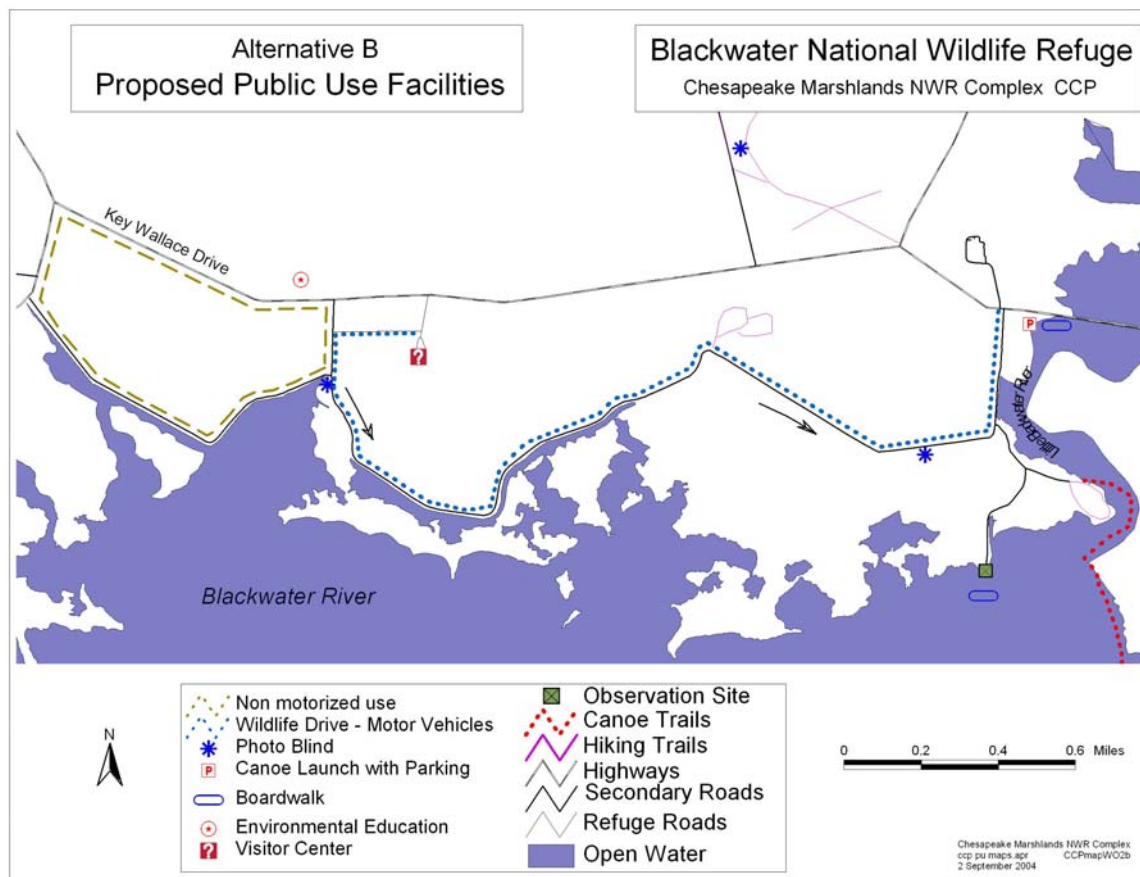 Alternative B
Proposed Public Use Facilities
Blackwater National Wildlife Refuge
Chesapeake Marshlands NWR Complex CCP
Key Wallace Drive
?
P
Little Blackwater River
Blackwater River
N
Non motorized use
Wildlife Drive - Motor Vehicles
Photo Blind
P Canoe Launch with Parking
Boardwalk
Environmental Education
? Visitor Center
Observation Site
Canoe Trails
Hiking Trails
Highways
Secondary Roads
Refuge Roads
Open Water
0 0.2 0.4 0.6 Miles
Chesapeake Marshlands NWR Complex
ccp pu maps.apr CCPmapWO2b
2 September 2004